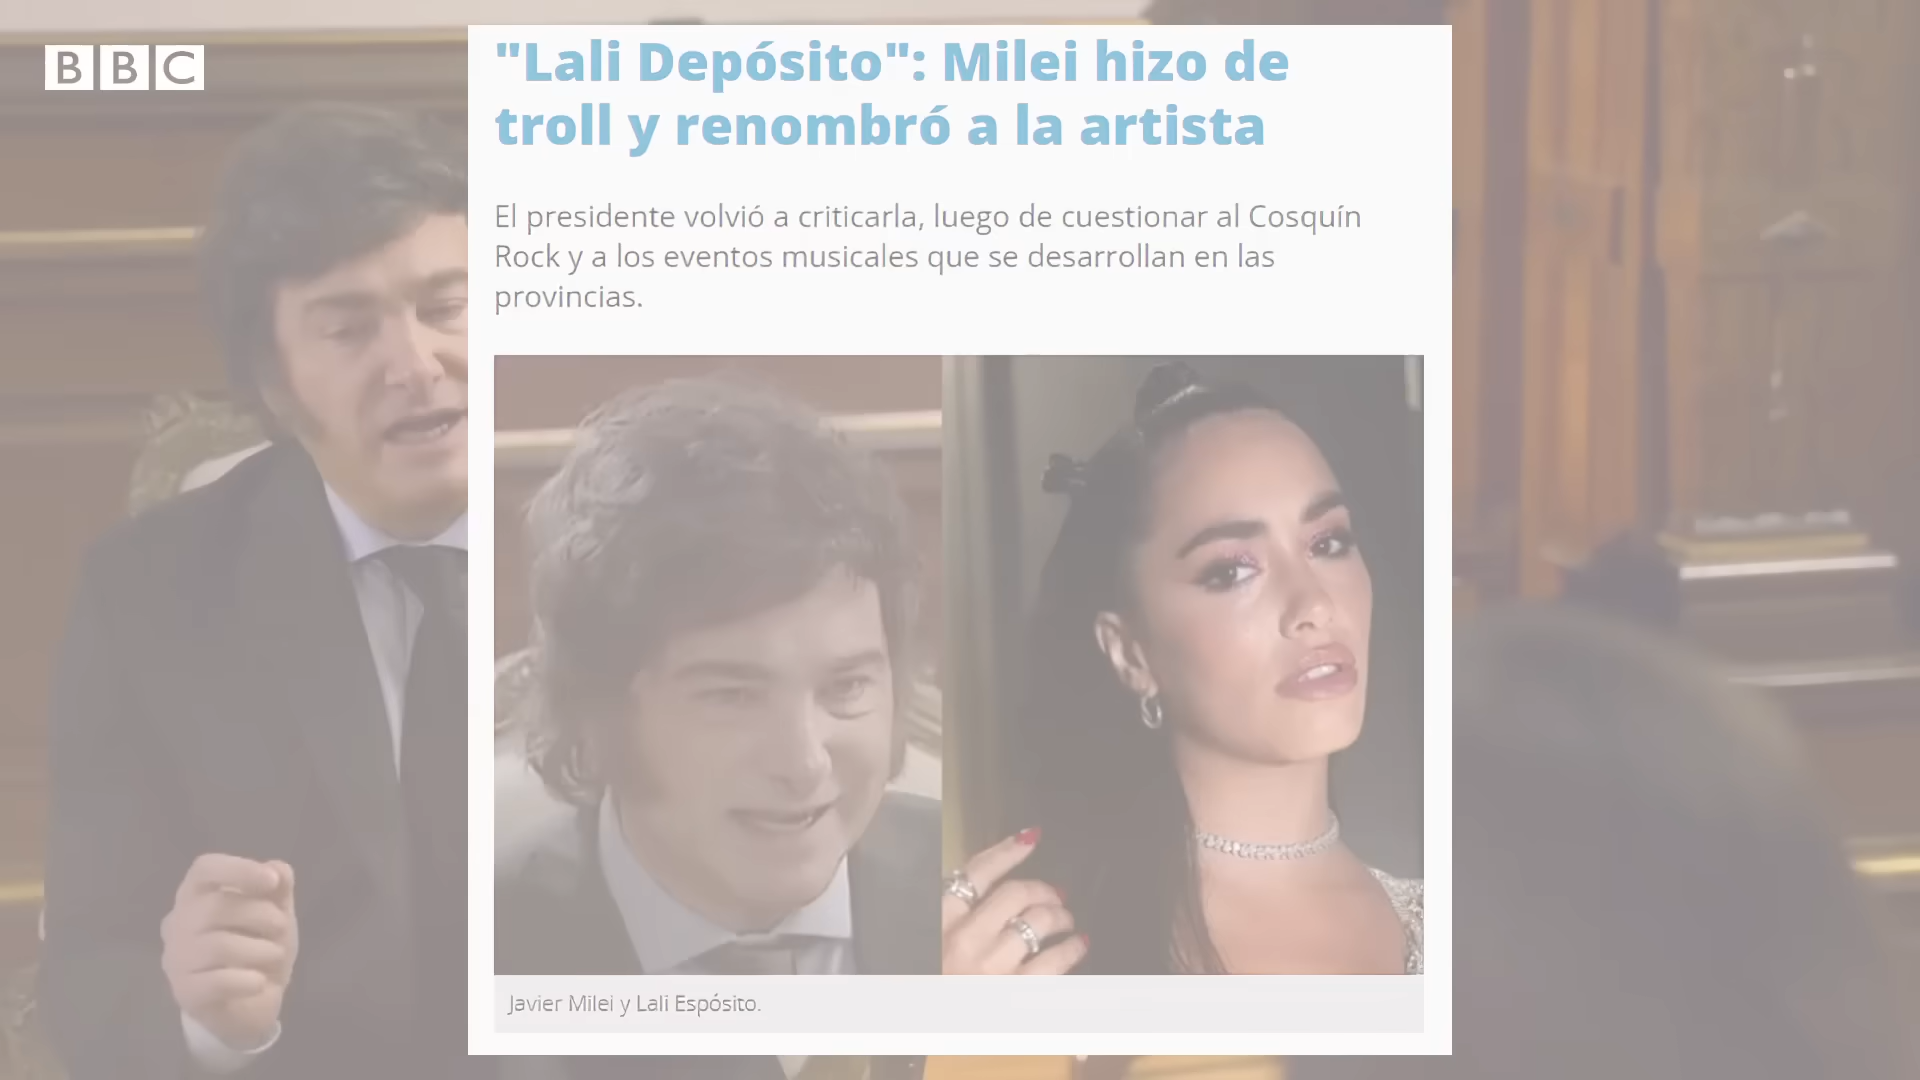 BBC
"Lali Depósito": Milei hizo de
troll y renombró a la artista
El presidente volvió a criticarla, luego de cuestionar al Cosquín
Rock y a los eventos musicales que se desarrollan en las
provincias.
Javier Milei y Lali Espósito.